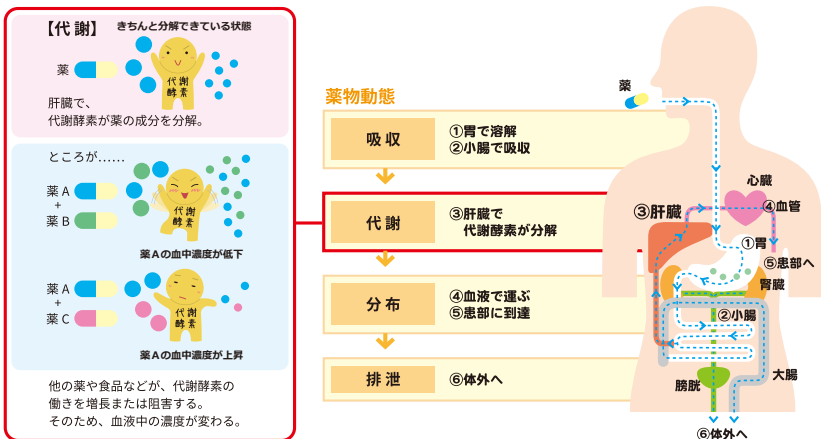 【代謝】 きちんと分解できている状態
薬
代謝
酵素
肝臓で、
代謝酵素が薬の成分を分解。
ところが……
薬A
+
薬B
代謝
酵素
薬Aの血中濃度が低下
薬A
+
薬C
代謝
酵素
薬Aの血中濃度が上昇
他の薬や食品などが、代謝酵素の
働きを増長または阻害する。
そのため、血液中の濃度が変わる。
薬物動態
吸収
①胃で溶解
②小腸で吸収
代謝
③肝臓で
代謝酵素が分解
分布
④血液で運ぶ
⑤患部に到達
排泄
⑥体外へ
薬
心臓
③肝臓
④血管
①胃
⑤患部へ
腎臓
②小腸
大腸
膀胱
⑥体外へ